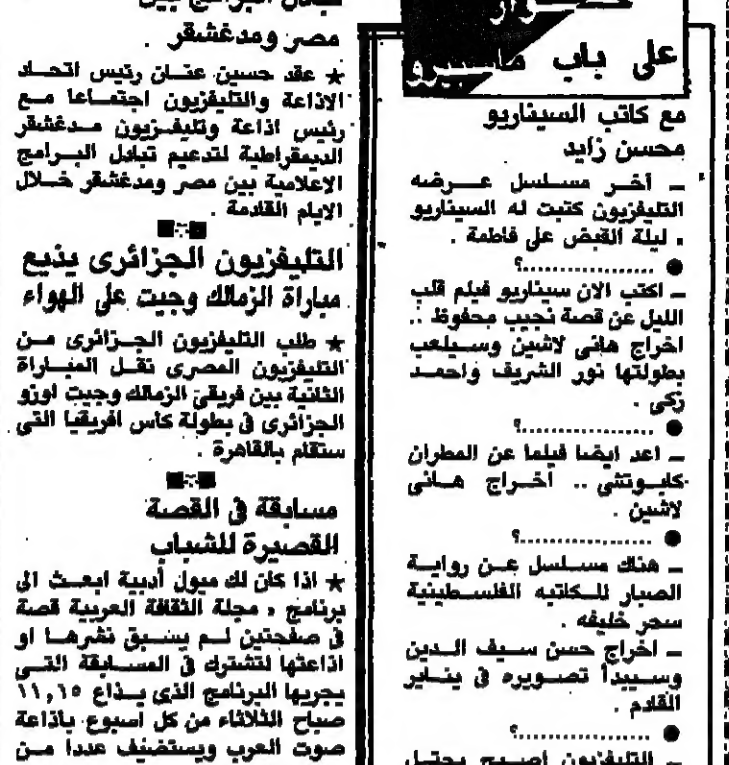 على باب ماسبيرو
مع كاتب السيناريو
محسن زايد
ـ آخر مسلسل عرضه
التليفزيون كتبت له السيناريو
« ليلة القبض على فاطمة .
● ..............؟
ـ اكتب الان سيناريو فيلم قلب
الليل عن قصة نجيب محفوظ ..
اخراج هانى لاشين وسيلعب
بطولتها نور الشريف واحمد
زكى .
● ..............؟
ـ اعد ايضا فيلما عن المطران
كابوتشى .. اخراج هانى
لاشين .
● ..............؟
ـ هناك مسلسل عن رواية
الصبار للكاتبه الفلسطينية
سحر خليفه .
ـ اخراج حسن سيف الدين
وسيبدأ تصويره فى يناير
القادم .
● ..............؟
ـ التليفزيون اصبح يحتل
تبادل البرامج بين
مصر ومدغشقر .
★ عقد حسين عنان رئيس اتحاد
الاذاعة والتليفزيون اجتماعا مع
رئيس اذاعة وتليفزيون مدغشقر
الديمقراطية لتدعيم تبادل البرامج
الاعلامية بين مصر ومدغشقر خلال
الايام القادمة .
التليفزيون الجزائرى يذيع
مباراة الزمالك وجيت على الهواء
★ طلب التليفزيون الجزائرى من
التليفزيون المصرى نقل المباراة
الثانية بين فريقى الزمالك وجيت اوزو
الجزائرى فى بطولة كاس افريقيا التى
ستقام بالقاهرة .
مسابقة فى القصة
القصيرة للشباب
★ اذا كان لك ميول أدبية ابعث الى
برنامج « مجلة الثقافة العربية قصة
فى صفحتين لم يسبق نشرها او
اذاعتها لتشترك فى المسابقة التى
يجريها البرنامج الذى يذاع ١١,١٥
صباح الثلاثاء من كل اسبوع باذاعة
صوت العرب ويستضيف عددا من